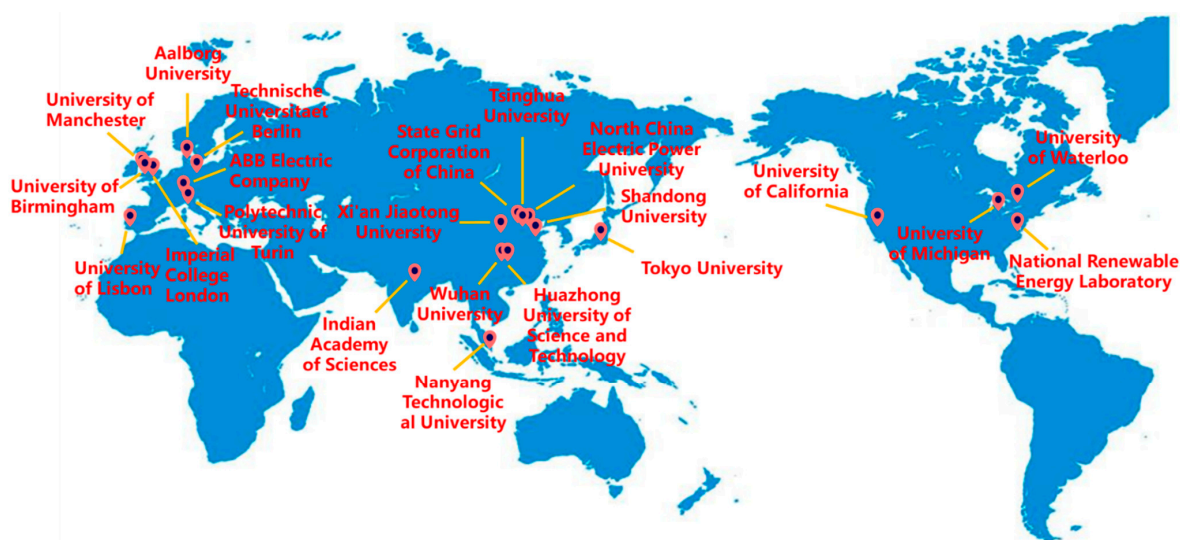 Aalborg
University
University of
Manchester
Technische
Universitaet
Berlin
ABB Electric
Company
University of
Birmingham
Polytechnic
University of
Turin
Imperial
College
London
University
of Lisbon
Tsinghua
University
State Grid
Corporation
of China
North China
Electric Power
University
Shandong
University
Xi'an Jiaotong
University
Tokyo University
Wuhan
University
Huazhong
University of
Science and
Technology
Indian
Academy
of Sciences
Nanyang
Technologic
al University
University
of California
University
of Waterloo
University
of Michigan
National Renewable
Energy Laboratory